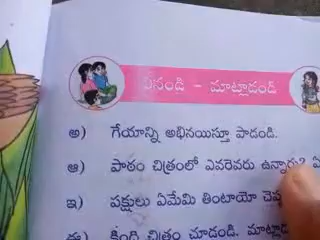 వినండి - మాట్లాడండి
అ) గేయాన్ని అభినయిస్తూ పాడండి.
ఆ) పాఠం చిత్రంలో ఎవరెవరు ఉన్నారు?
ఇ) పక్షులు ఏమేమి తింటాయో
ఈ) కింది చిత్రం చూడండి.